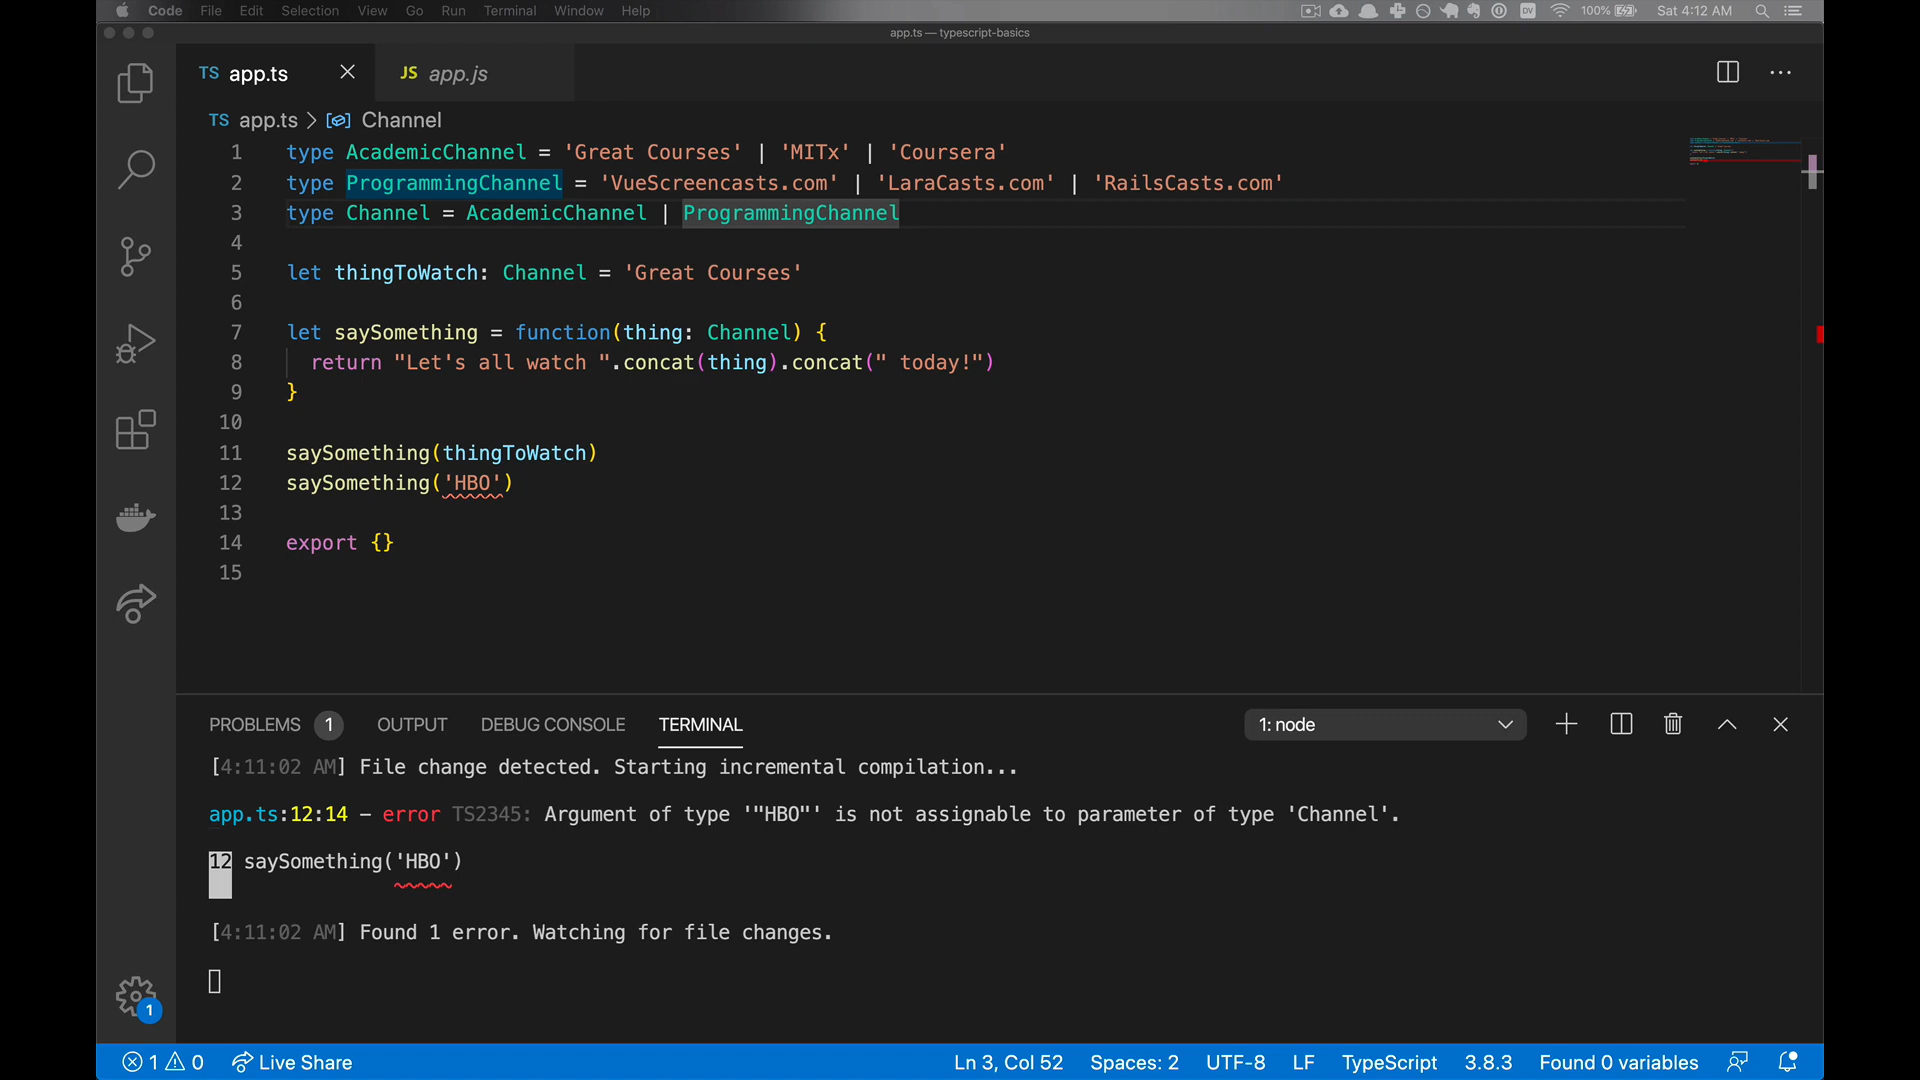 Code File Edit Selection View Go Run Terminal Window Help 100% Sat 4:12 AM
app.ts — typescript-basics
TS app.ts JS app.js
TS app.ts > Channel
1 type AcademicChannel = 'Great Courses' | 'MITx' | 'Coursera'
2 type ProgrammingChannel = 'VueScreencasts.com' | 'LaraCasts.com' | 'RailsCasts.com'
3 type Channel = AcademicChannel | ProgrammingChannel
4
5 let thingToWatch: Channel = 'Great Courses'
6
7 let saySomething = function(thing: Channel) {
8 return "Let's all watch ".concat(thing).concat(" today!")
9 }
10
11 saySomething(thingToWatch)
12 saySomething('HBO')
13
14 export {}
15
PROBLEMS 1 OUTPUT DEBUG CONSOLE TERMINAL 1: node
[4:11:02 AM] File change detected. Starting incremental compilation...
app.ts:12:14 - error TS2345: Argument of type '"HBO"' is not assignable to parameter of type 'Channel'.
12 saySomething('HBO')
[4:11:02 AM] Found 1 error. Watching for file changes.
1
1 0 Live Share Ln 3, Col 52 Spaces: 2 UTF-8 LF TypeScript 3.8.3 Found 0 variables